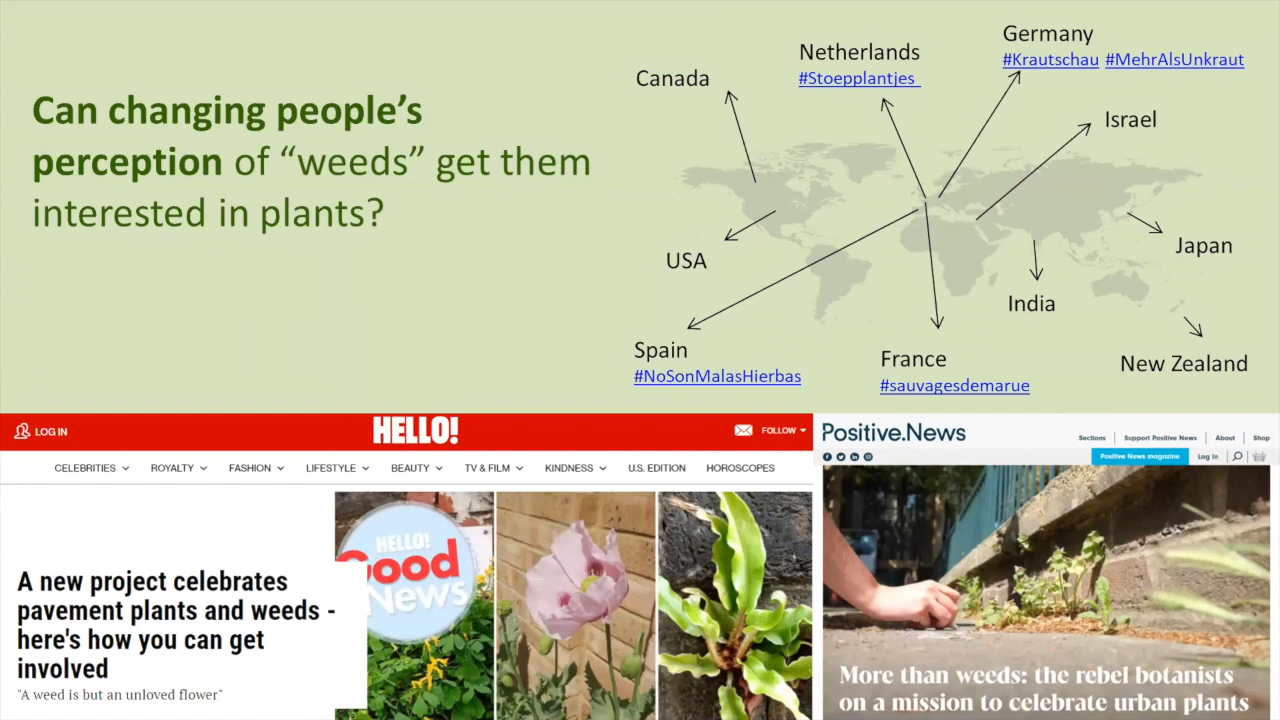 Can changing people’s
perception of “weeds” get them
interested in plants?
Canada
Netherlands
#Stoepplantjes
Germany
#Krautschau #MehrAlsUnkraut
Israel
USA
Japan
India
Spain
#NoSonMalasHierbas
France
#sauvagesdemarue
New Zealand
LOG IN
HELLO!
FOLLOW
CELEBRITIES
ROYALTY
FASHION
LIFESTYLE
BEAUTY
TV & FILM
KINDNESS
U.S. EDITION
HOROSCOPES
HELLO!
Good
News
A new project celebrates
pavement plants and weeds -
here's how you can get
involved
"A weed is but an unloved flower"
Positive.News
Sections
Support Positive News
About
Shop
Positive News magazine
Log in
More than weeds: the rebel botanists
on a mission to celebrate urban plants